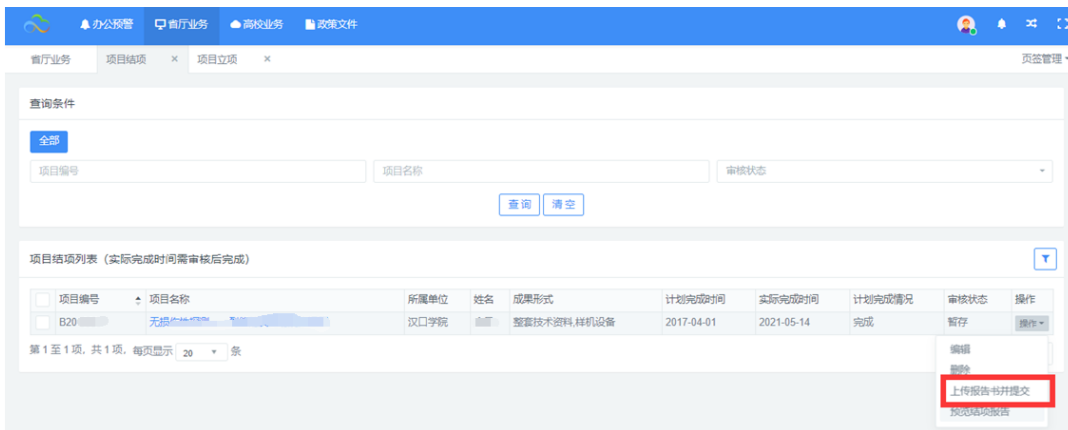 办公预警 省厅业务 高校业务 政策文件
省厅业务 项目结项 × 项目立项 × 页签管理
查询条件
全部
项目编号 项目名称 审核状态
查询 清空
项目结项列表（实际完成时间需审核后完成）
项目编号 项目名称 所属单位 姓名 成果形式 计划完成时间 实际完成时间 计划完成情况 审核状态 操作
B20 汉口学院 整套技术资料,样机设备 2017-04-01 2021-05-14 完成 暂存 操作
第 1 至 1 项, 共 1 项, 每页显示 20 条
编辑
删除
上传报告书并提交
预览结项报告